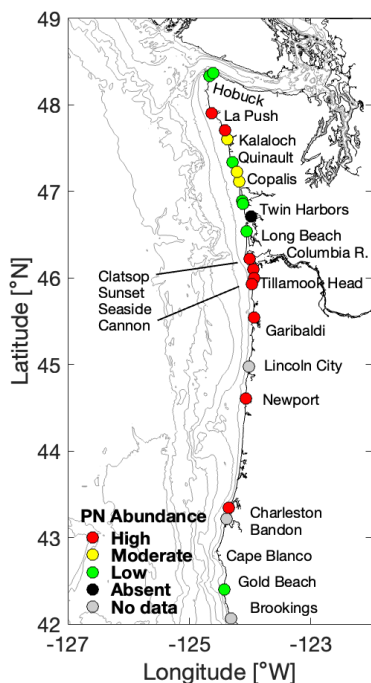 49
48
47
46
45
44
43
42
Latitude [°N]
Hobuck
La Push
Kalaloch
Quinault
Copalis
Twin Harbors
Long Beach
Columbia R.
Clatsop
Sunset
Seaside
Cannon
Tillamook Head
Garibaldi
Lincoln City
Newport
Charleston
Bandon
Cape Blanco
Gold Beach
Brookings
PN Abundance
High
Moderate
Low
Absent
No data
-127
-125
-123
Longitude [°W]